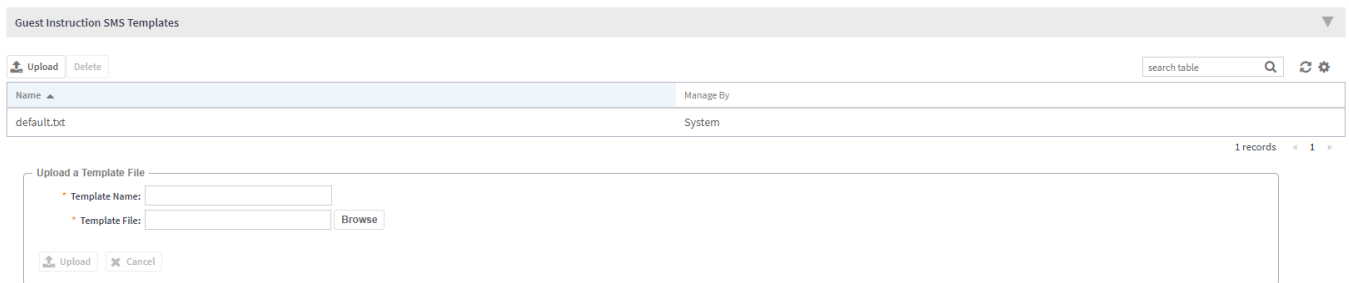 Guest Instruction SMS Templates
Upload Delete search table
Name Manage By
default.txt System
1 records « 1 »
Upload a Template File
* Template Name:
* Template File: Browse
Upload Cancel